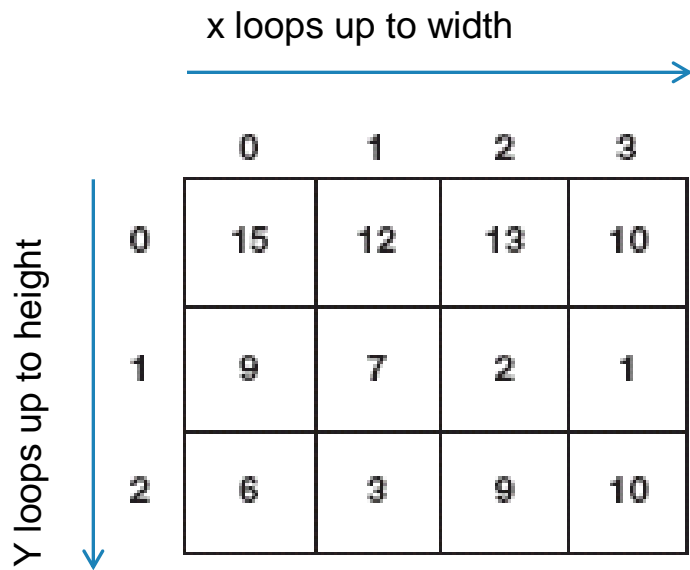 x loops up to width
0 1 2 3
0 15 12 13 10
1 9 7 2 1
2 6 3 9 10
Y loops up to height